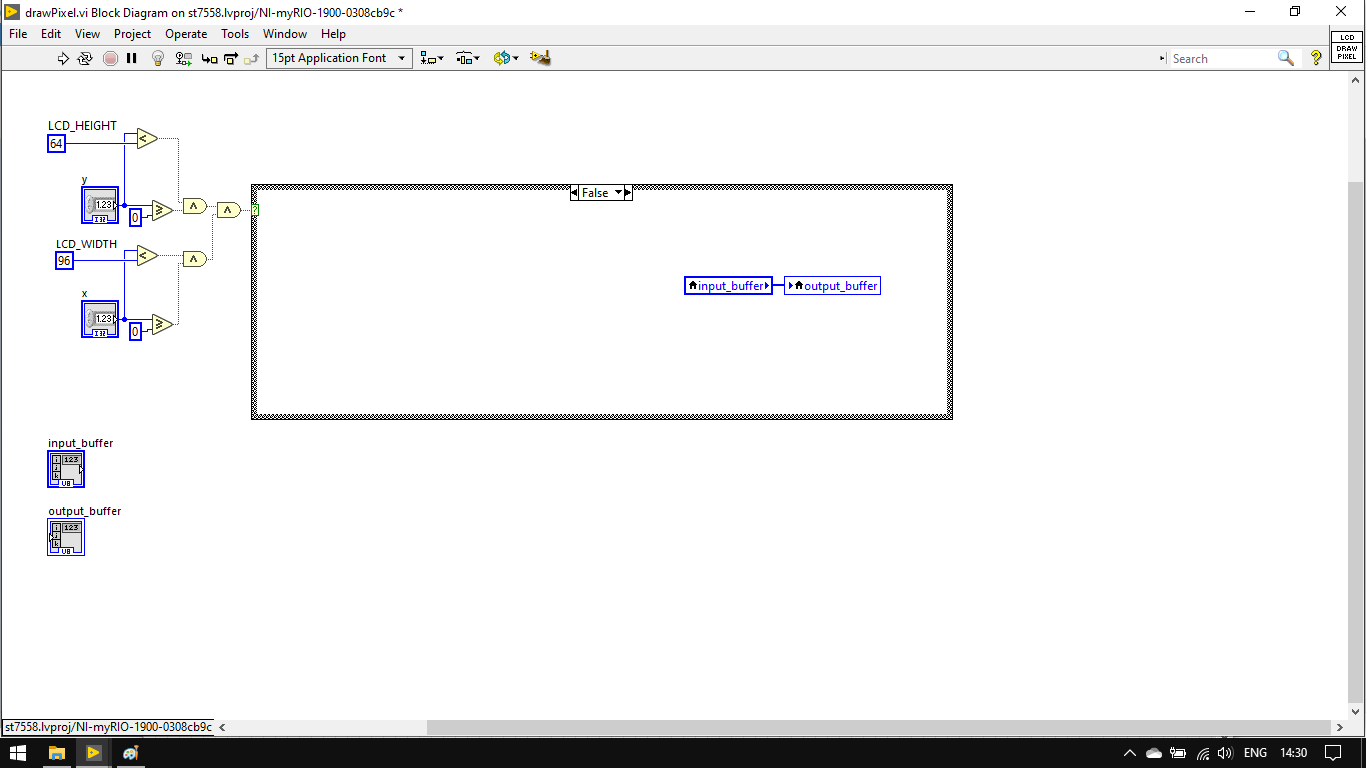 drawPixel.vi Block Diagram on st7558.lvproj/NI-myRIO-1900-0308cb9c *
File Edit View Project Operate Tools Window Help
LCD
DRAW
PIXEL
15pt Application Font
Search
?
LCD_HEIGHT
64
<
y
1.23
I32
0
≥
∧
∧
?
LCD_WIDTH
96
<
∧
x
1.23
I32
0
≥
False
input_buffer
output_buffer
input_buffer
i
j
k
123
U8
output_buffer
i
j
k
123
U8
st7558.lvproj/NI-myRIO-1900-0308cb9c
ENG 14:30